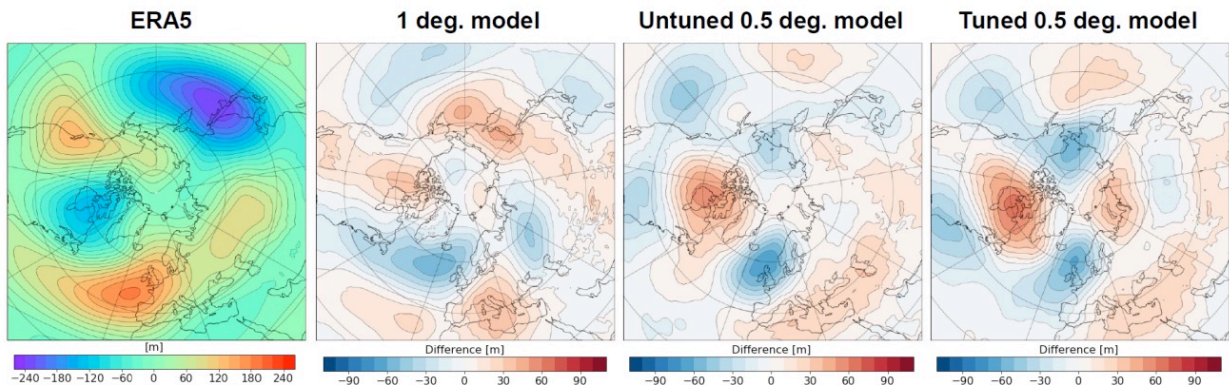 ERA5
1 deg. model
Untuned 0.5 deg. model
Tuned 0.5 deg. model
[m]
−240 −180 −120 −60 0 60 120 180 240
Difference [m]
−90 −60 −30 0 30 60 90
Difference [m]
−90 −60 −30 0 30 60 90
Difference [m]
−90 −60 −30 0 30 60 90